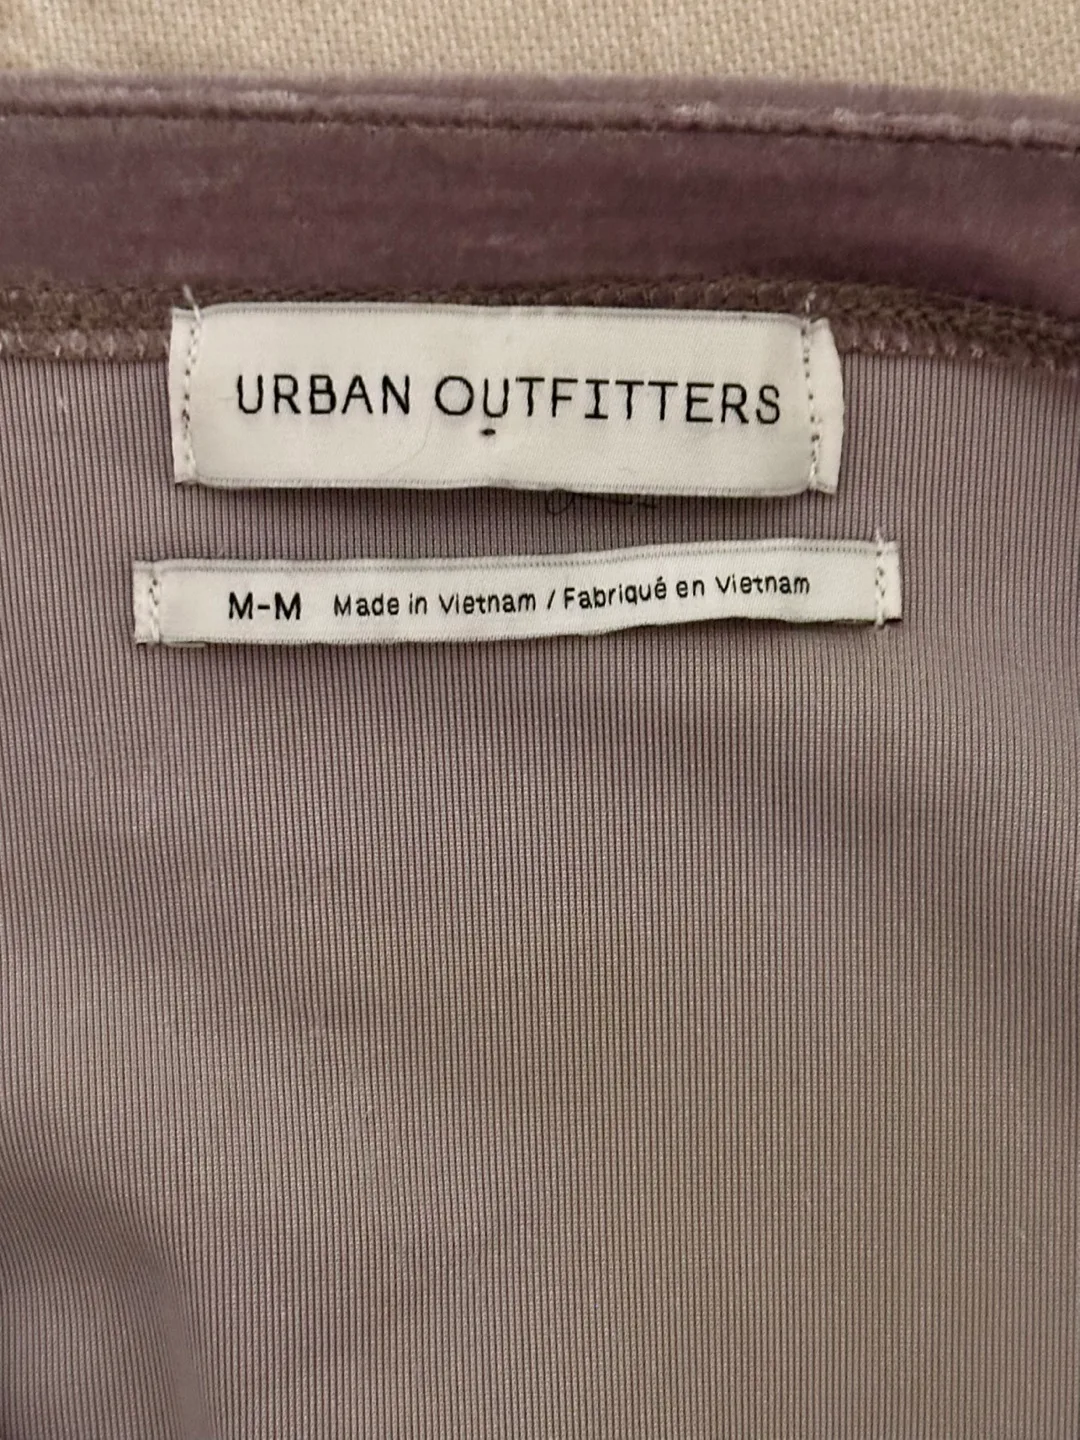 URBAN OUTFITTERS
M-M Made in Vietnam / Fabriqué en Vietnam